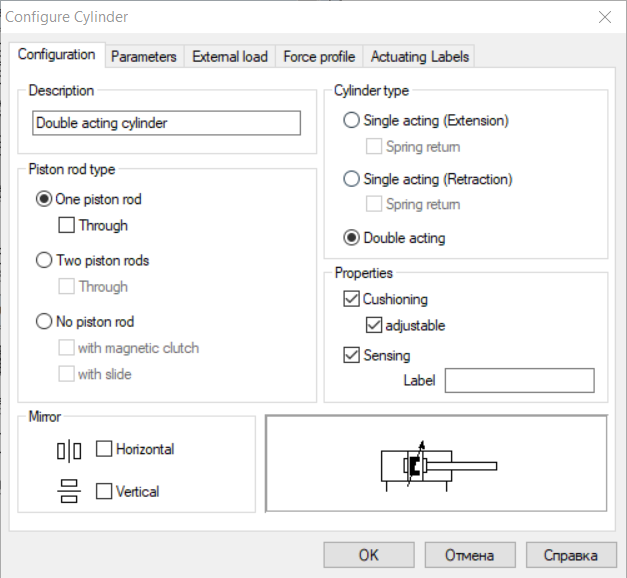 Configure Cylinder
Configuration Parameters External load Force profile Actuating Labels
Description
Double acting cylinder
Piston rod type
One piston rod
Through
Two piston rods
Through
No piston rod
with magnetic clutch
with slide
Cylinder type
Single acting (Extension)
Spring return
Single acting (Retraction)
Spring return
Double acting
Properties
Cushioning
adjustable
Sensing
Label
Mirror
Horizontal
Vertical
OK Отмена Справка